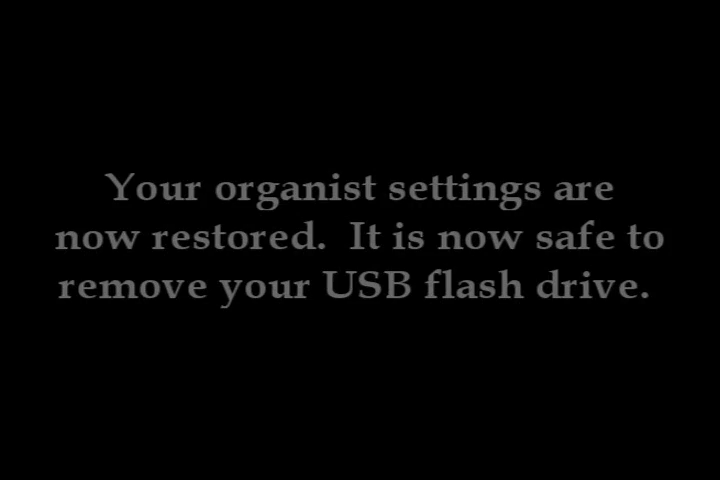 Your organist settings are
now restored.  It is now safe to
remove your USB flash drive.